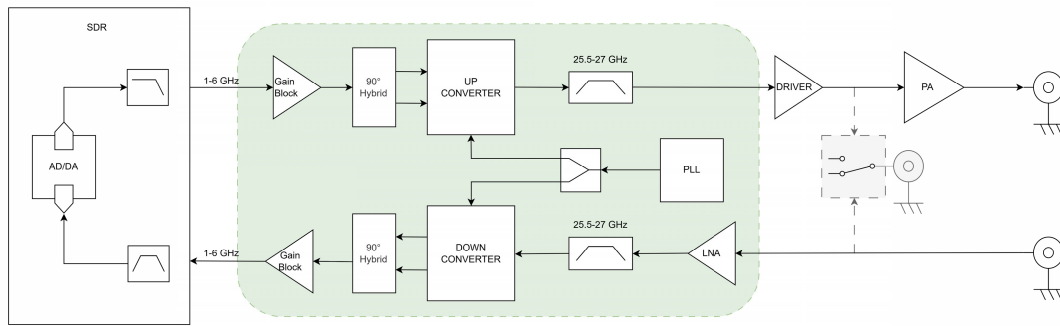 SDR
AD/DA
1-6 GHz
Gain
Block
90°
Hybrid
UP
CONVERTER
25.5-27 GHz
DRIVER
PA
PLL
1-6 GHz
Gain
Block
90°
Hybrid
DOWN
CONVERTER
25.5-27 GHz
LNA